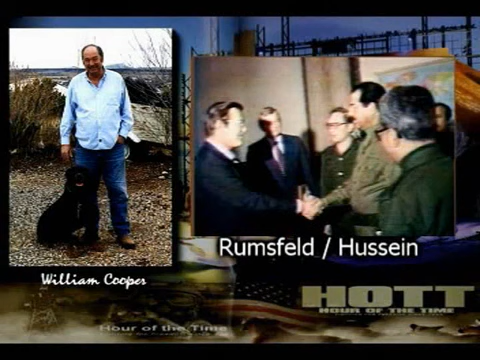 Rumsfeld / Hussein
William Cooper
HOTT
HOUR OF THE TIME
Hour of the Time